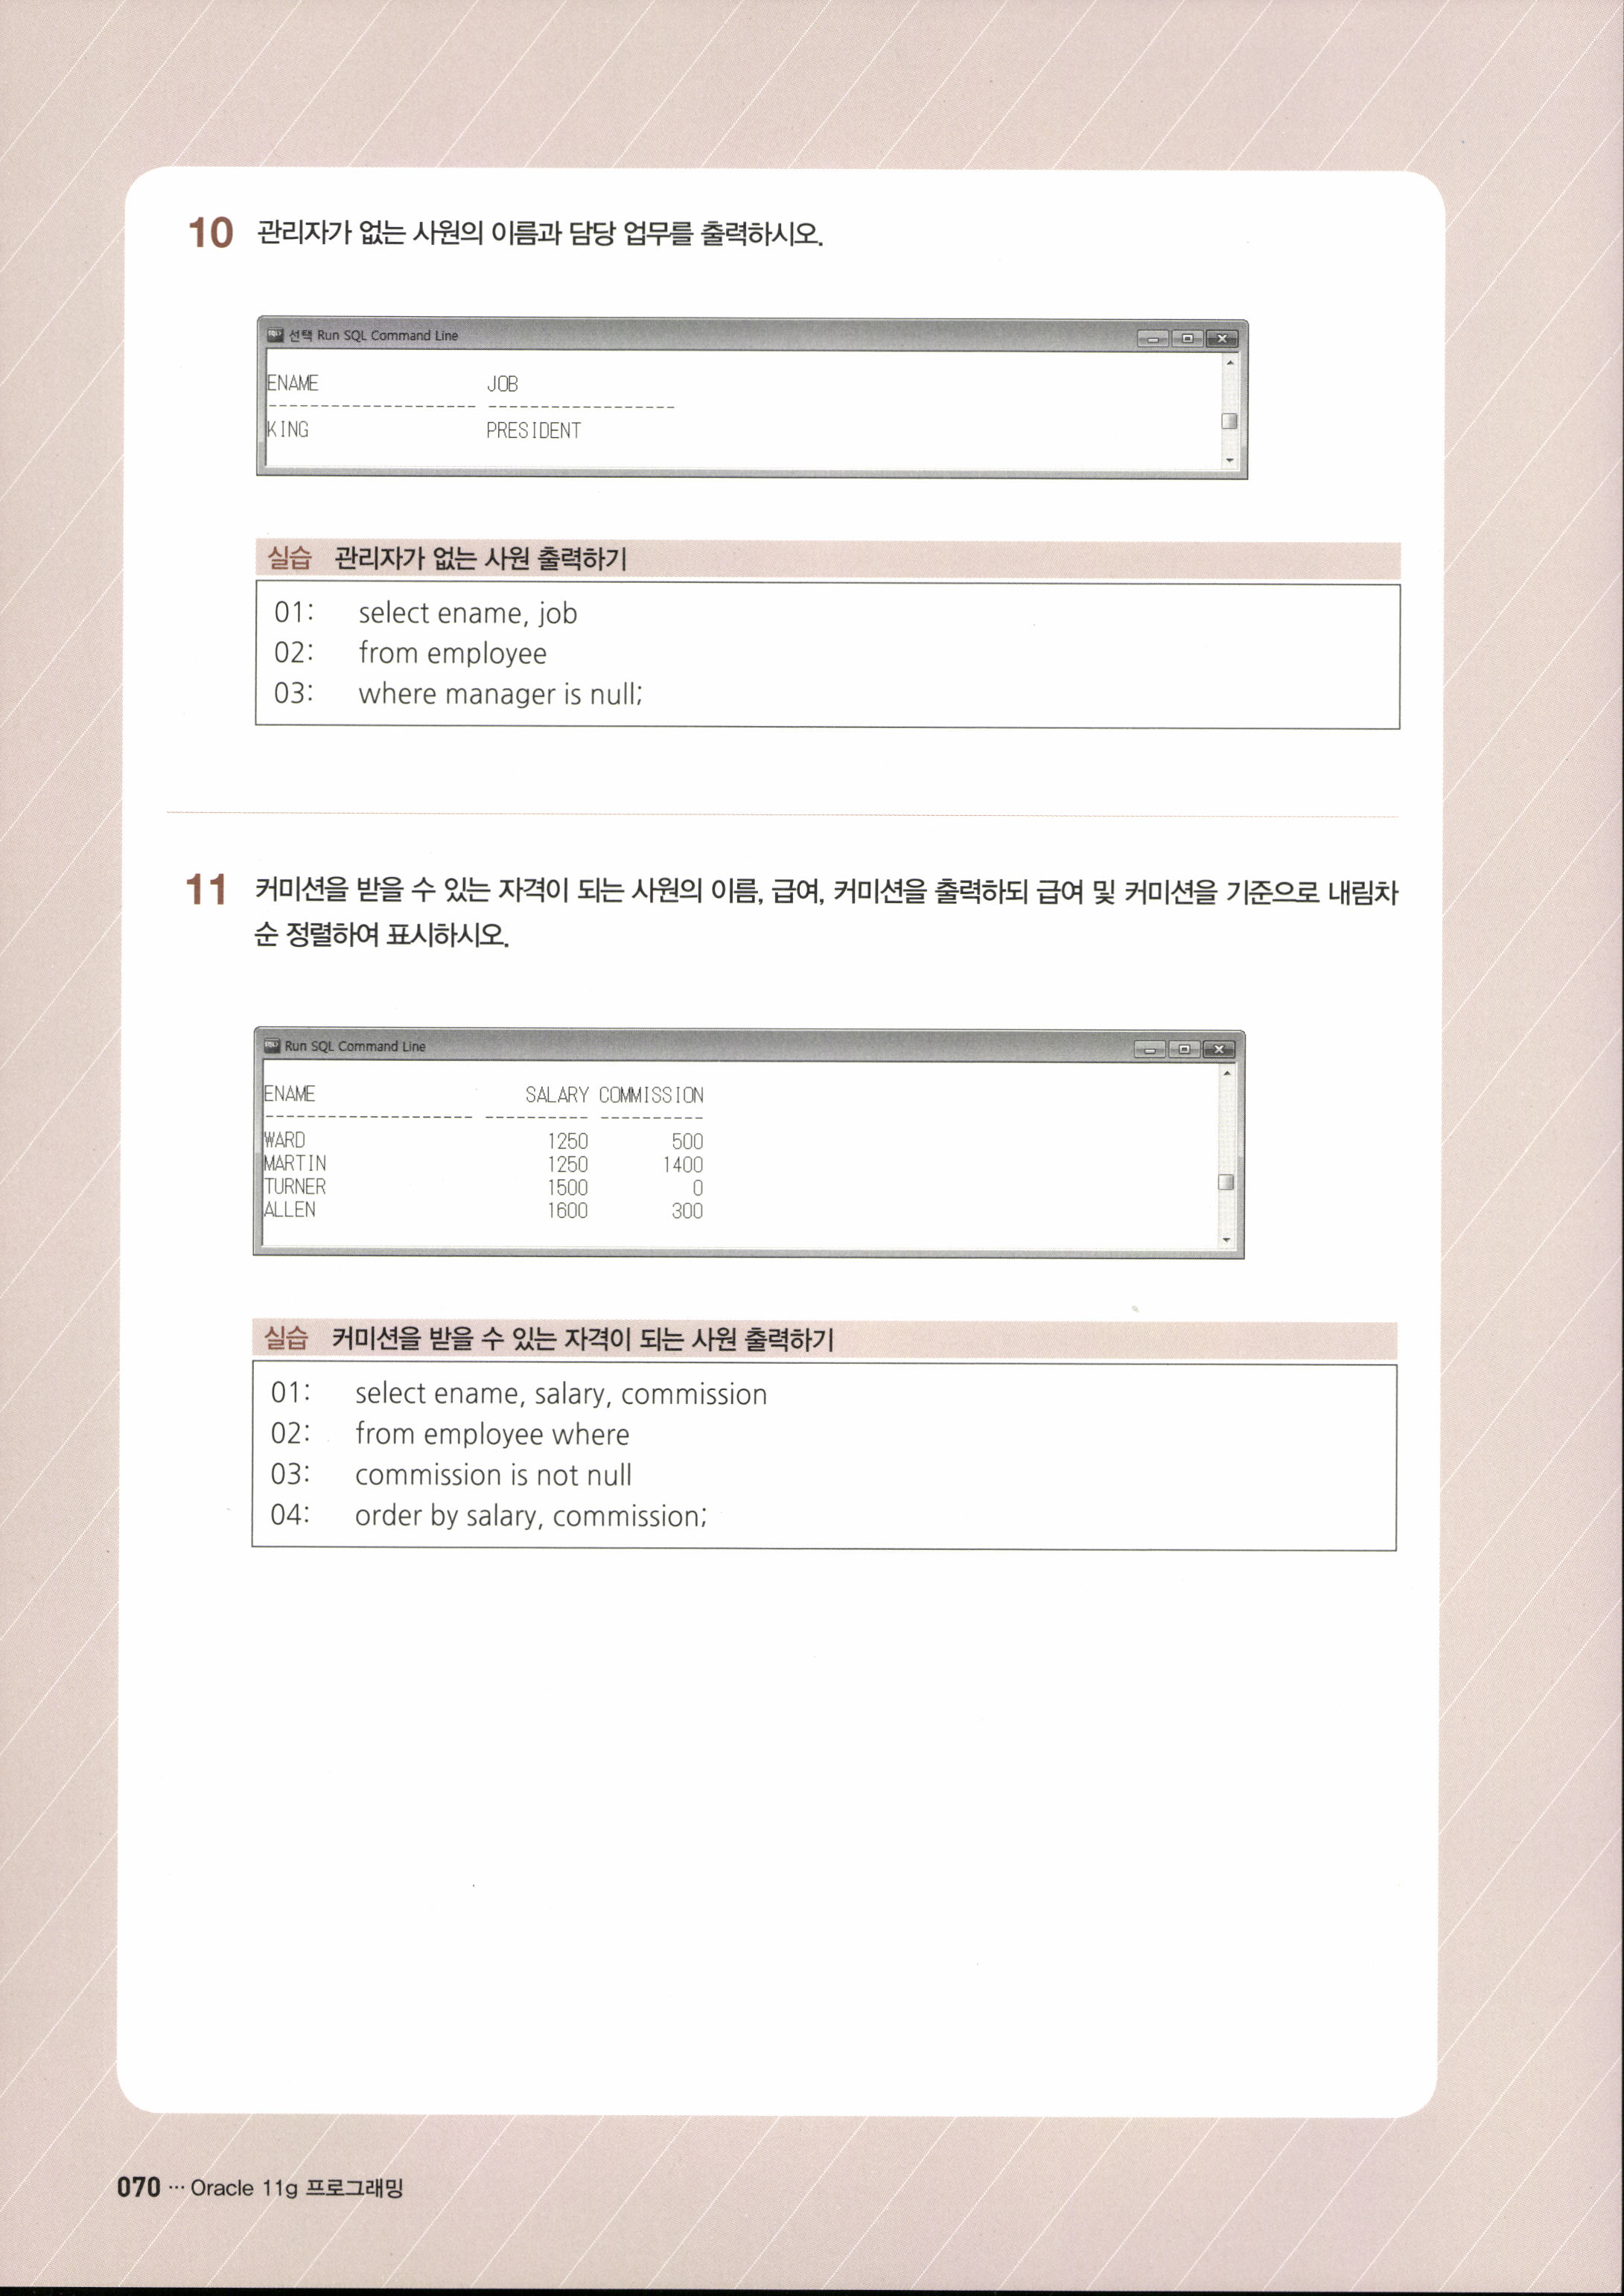 10 관리자가 없는 사원의 이름과 담당 업무를 출력하시오.
선택 Run SQL Command Line
ENAME JOB
-------------------- ------------------
KING PRESIDENT
실습 관리자가 없는 사원 출력하기
01: select ename, job
02: from employee
03: where manager is null;
11 커미션을 받을 수 있는 자격이 되는 사원의 이름, 급여, 커미션을 출력하되 급여 및 커미션을 기준으로 내림차
순 정렬하여 표시하시오.
Run SQL Command Line
ENAME SALARY COMMISSION
-------------------- ---------- ----------
WARD 1250 500
MARTIN 1250 1400
TURNER 1500 0
ALLEN 1600 300
실습 커미션을 받을 수 있는 자격이 되는 사원 출력하기
01: select ename, salary, commission
02: from employee where
03: commission is not null
04: order by salary, commission;
070 ··· Oracle 11g 프로그래밍